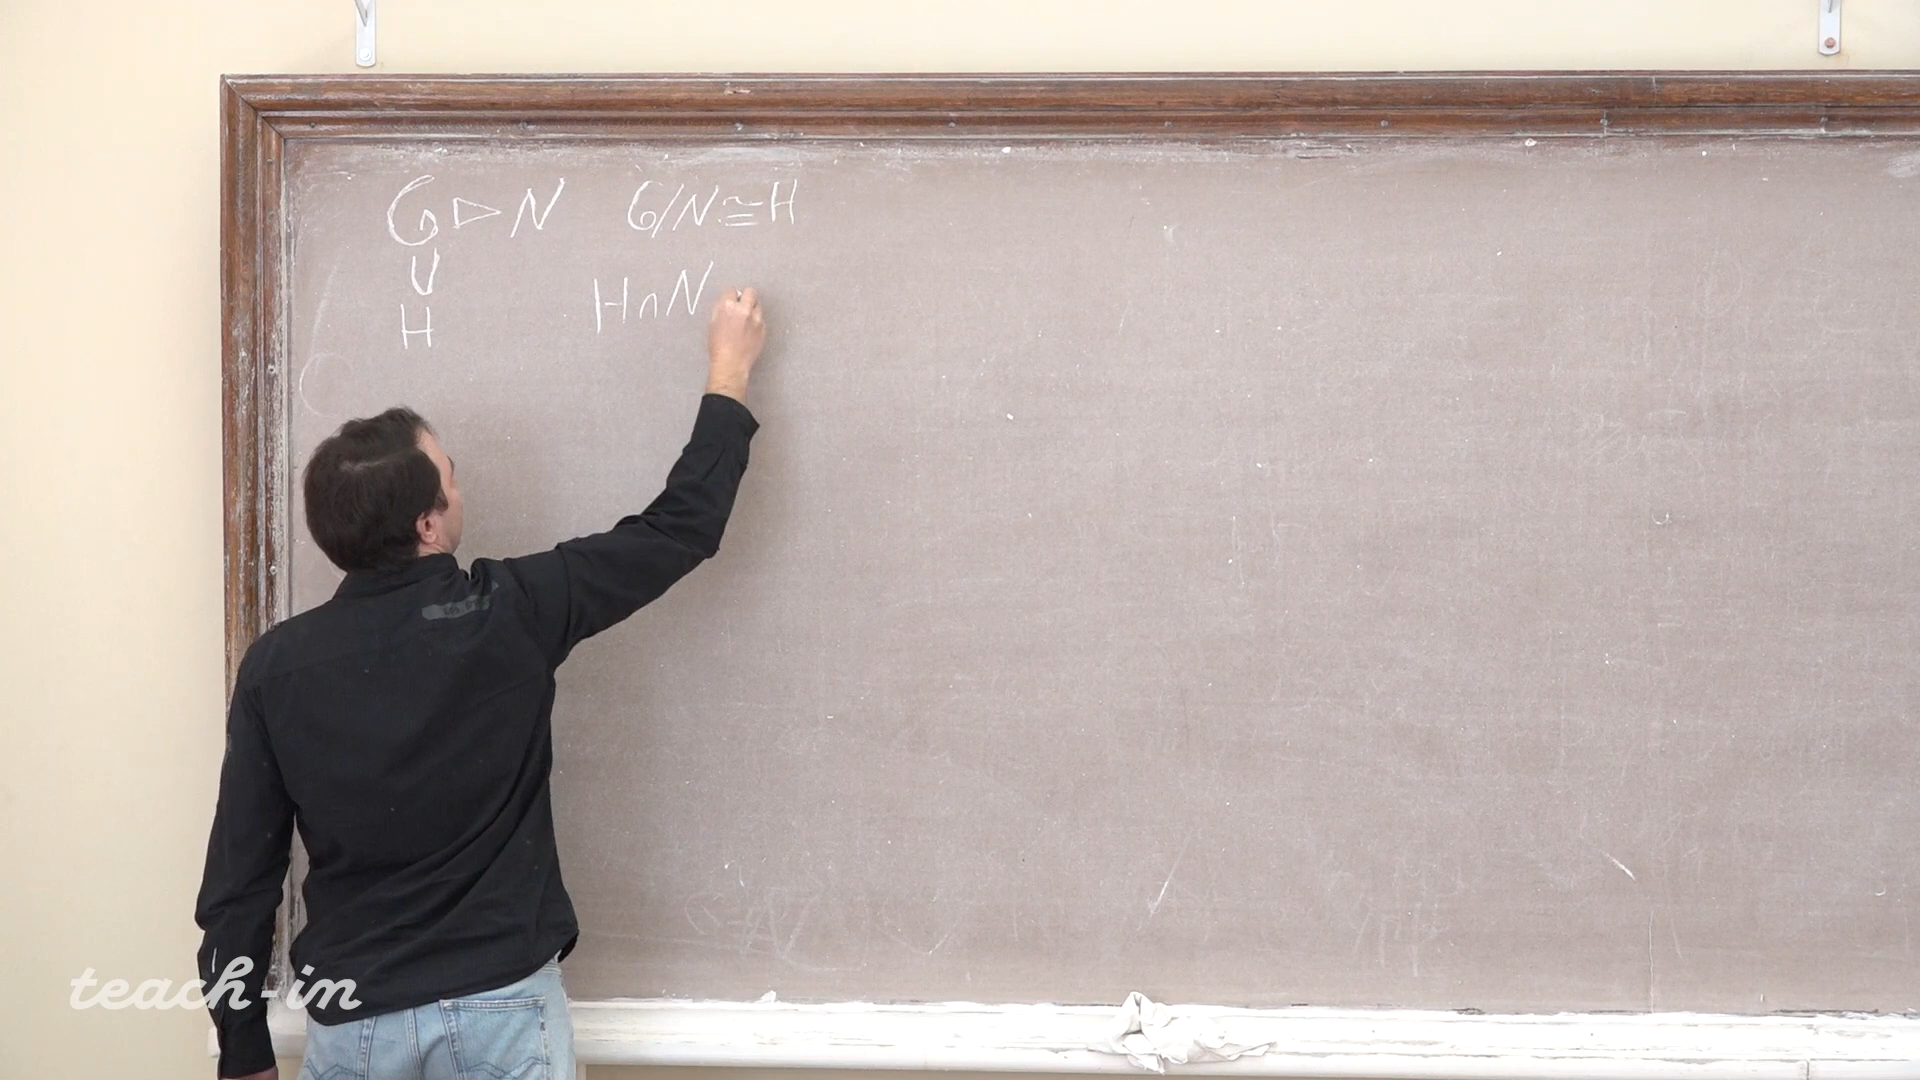 G ▷ N G/N ≅ H
∪
H∩N
H
teach-in